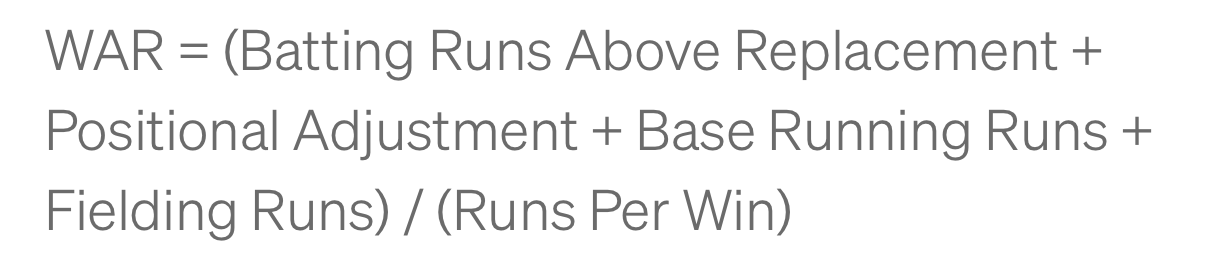 WAR = (Batting Runs Above Replacement +
Positional Adjustment + Base Running Runs +
Fielding Runs) / (Runs Per Win)